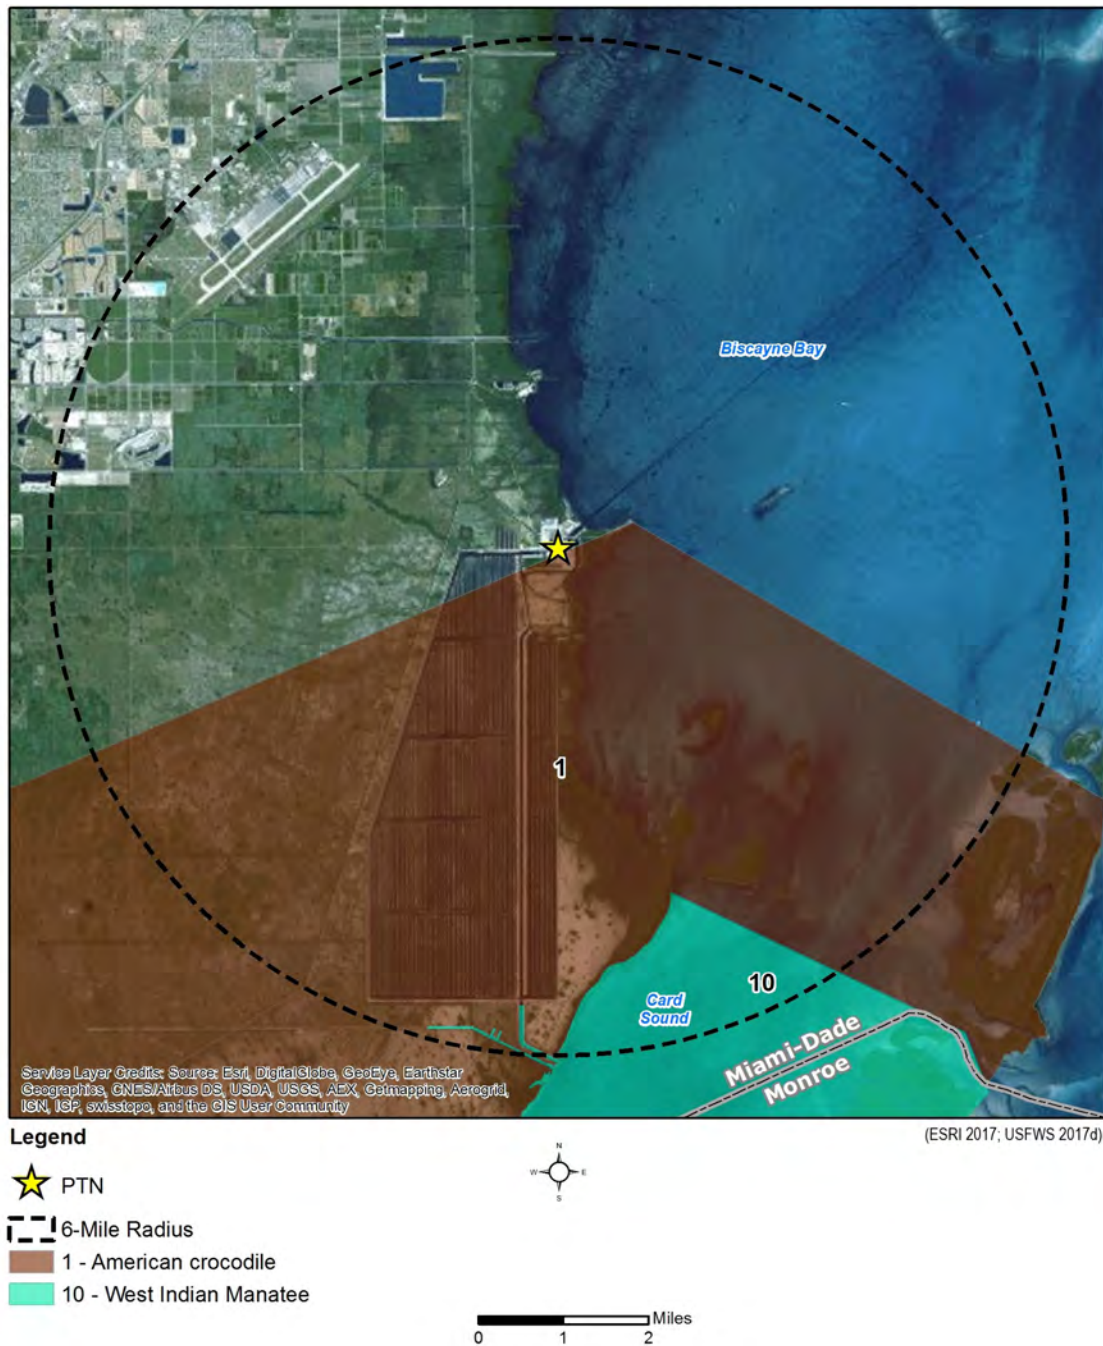 Biscayne Bay
1
10
Card
Sound
Miami-Dade
Monroe
Service Layer Credits: Source: Esri, DigitalGlobe, GeoEye, Earthstar
Geographics, CNES/Airbus DS, USDA, USGS, AEX, Getmapping, Aerogrid,
IGN, IGP, swisstopo, and the GIS User Community
Legend
(ESRI 2017; USFWS 2017d)
N
W
E
S
PTN
6-Mile Radius
1 - American crocodile
10 - West Indian Manatee
Miles
0 1 2